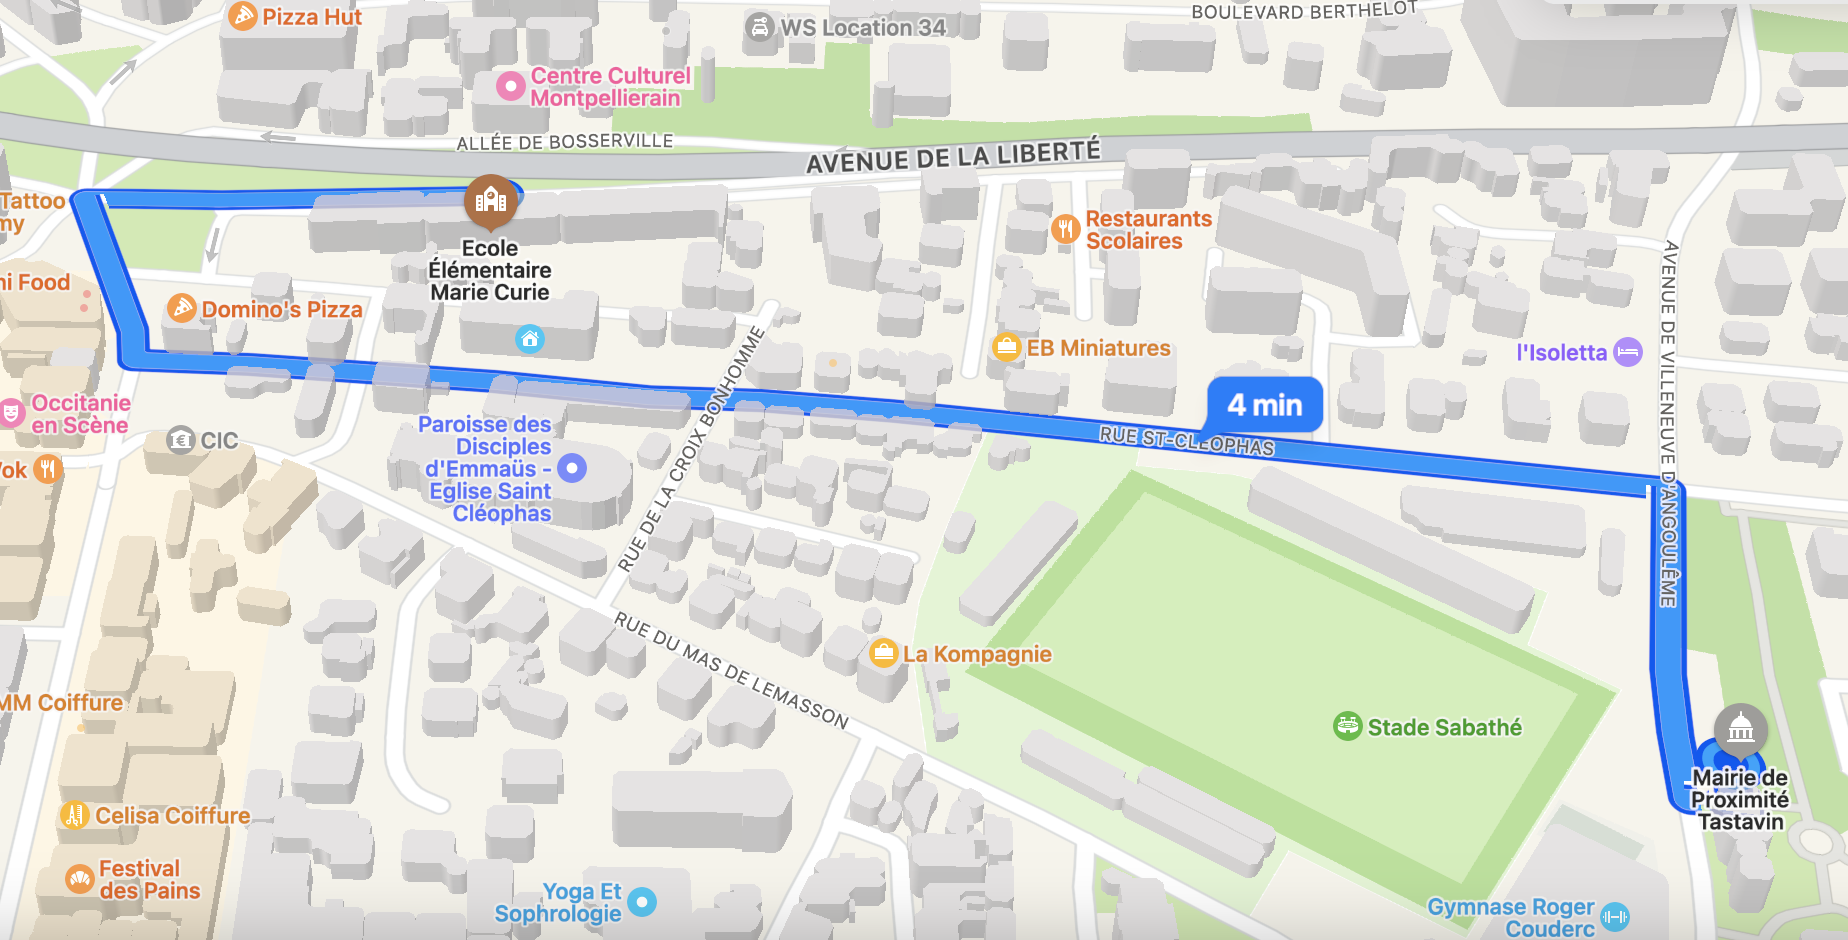 Pizza Hut
WS Location 34
BOULEVARD BERTHELOT
Centre Culturel
Montpellierain
ALLÉE DE BOSSERVILLE
AVENUE DE LA LIBERTÉ
Tattoo
my
Ecole
Élémentaire
Marie Curie
Restaurants
Scolaires
ni Food
Domino's Pizza
EB Miniatures
l'Isoletta
AVENUE DE VILLENEUVE D'ANGOULÊME
RUE DE LA CROIX BONHOMME
4 min
RUE ST-CLÉOPHAS
Occitanie
en Scène
CIC
Wok
Paroisse des
Disciples
d'Emmaüs -
Eglise Saint
Cléophas
RUE DU MAS DE LEMASSON
La Kompagnie
MM Coiffure
Stade Sabathé
Mairie de
Proximité
Tastavin
Celisa Coiffure
Festival
des Pains
Yoga Et
Sophrologie
Gymnase Roger
Couderc